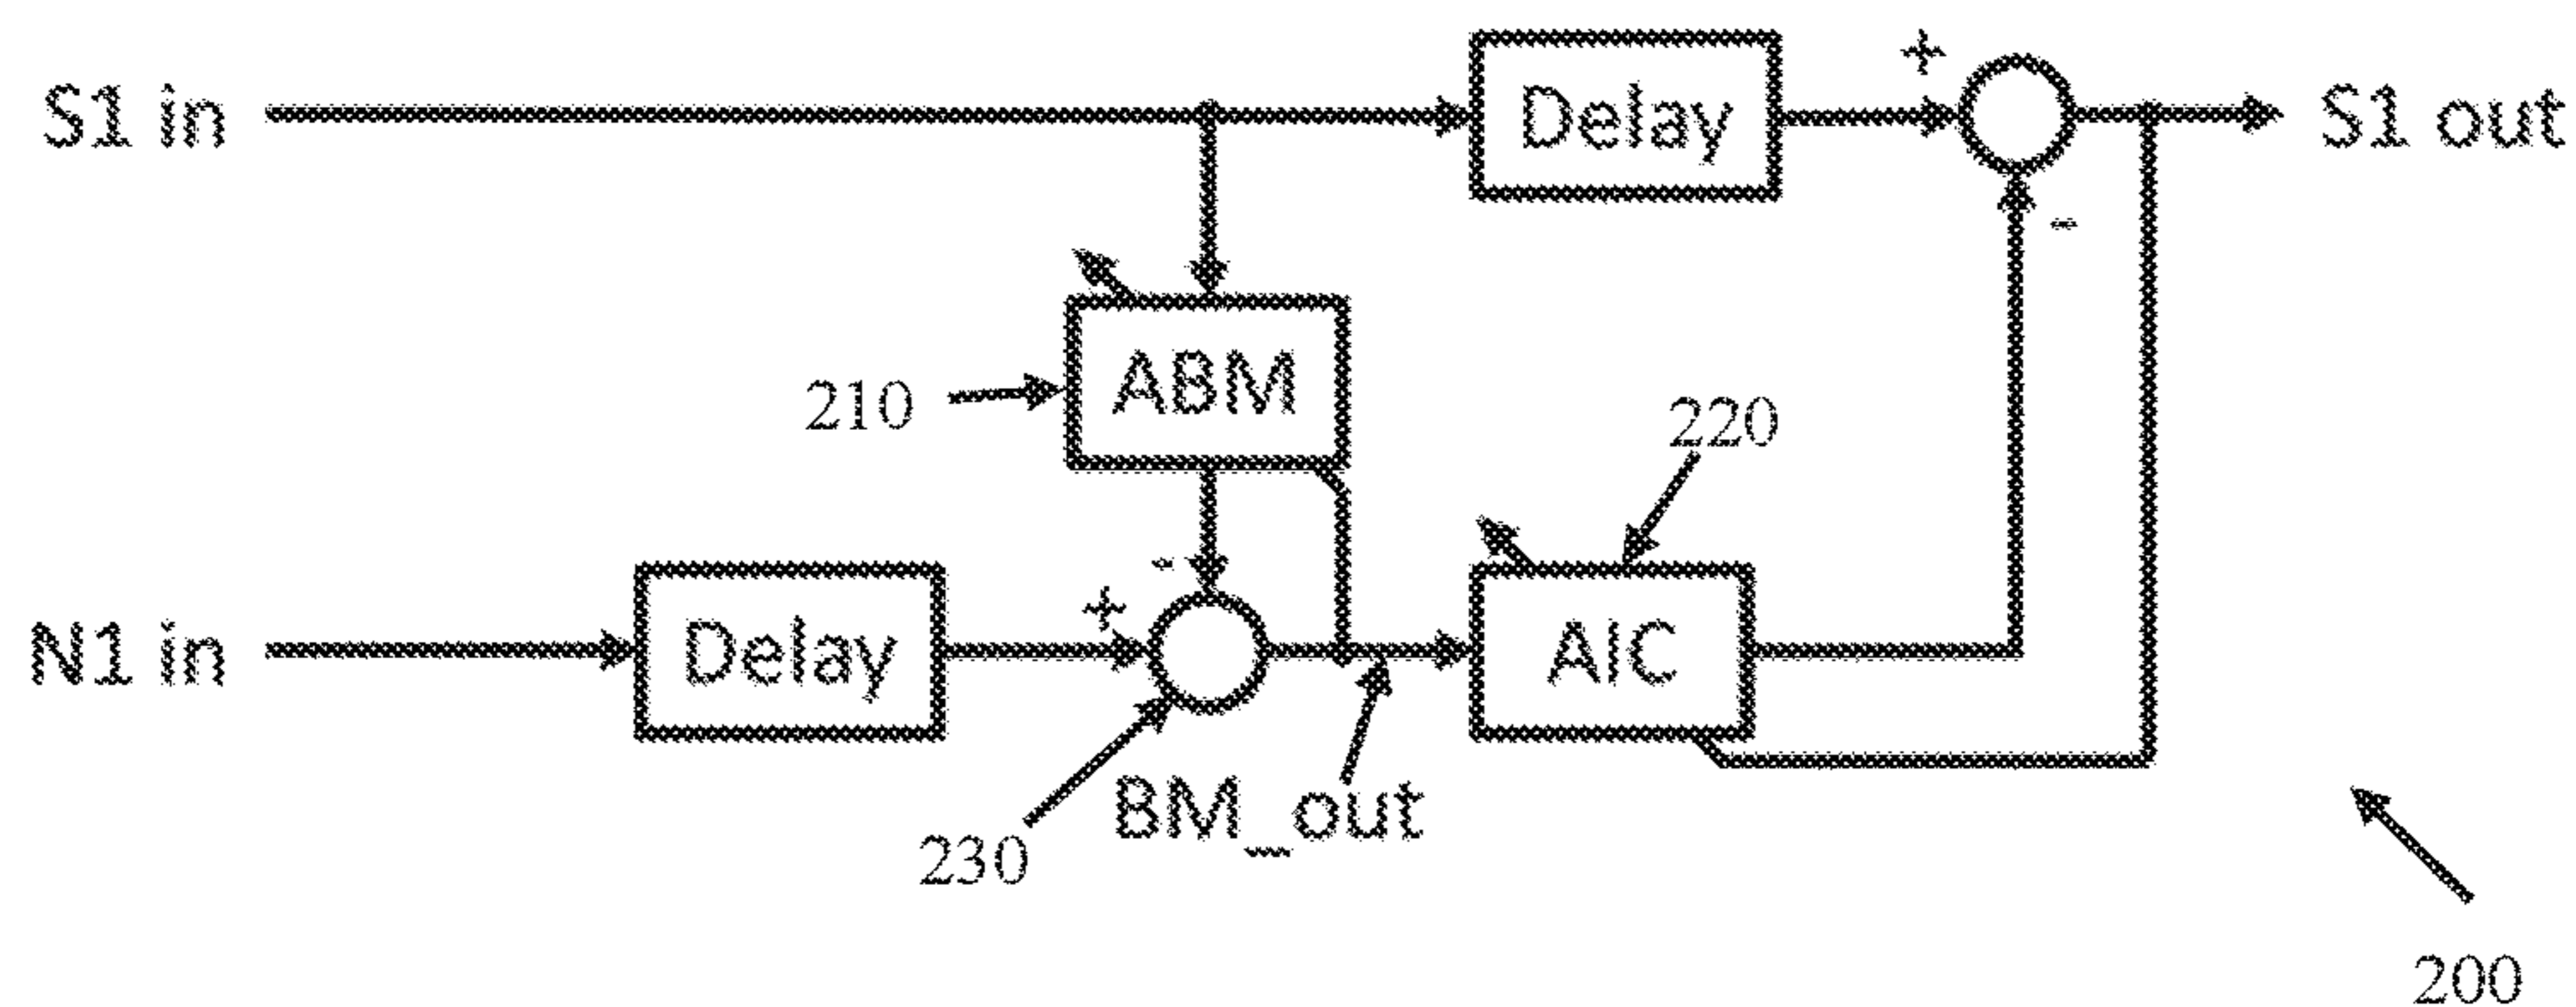 +
S1 in
Delay
S1 out
-
ABM
210
220
-
+
N1 in
Delay
AIC
BM_out
230
200